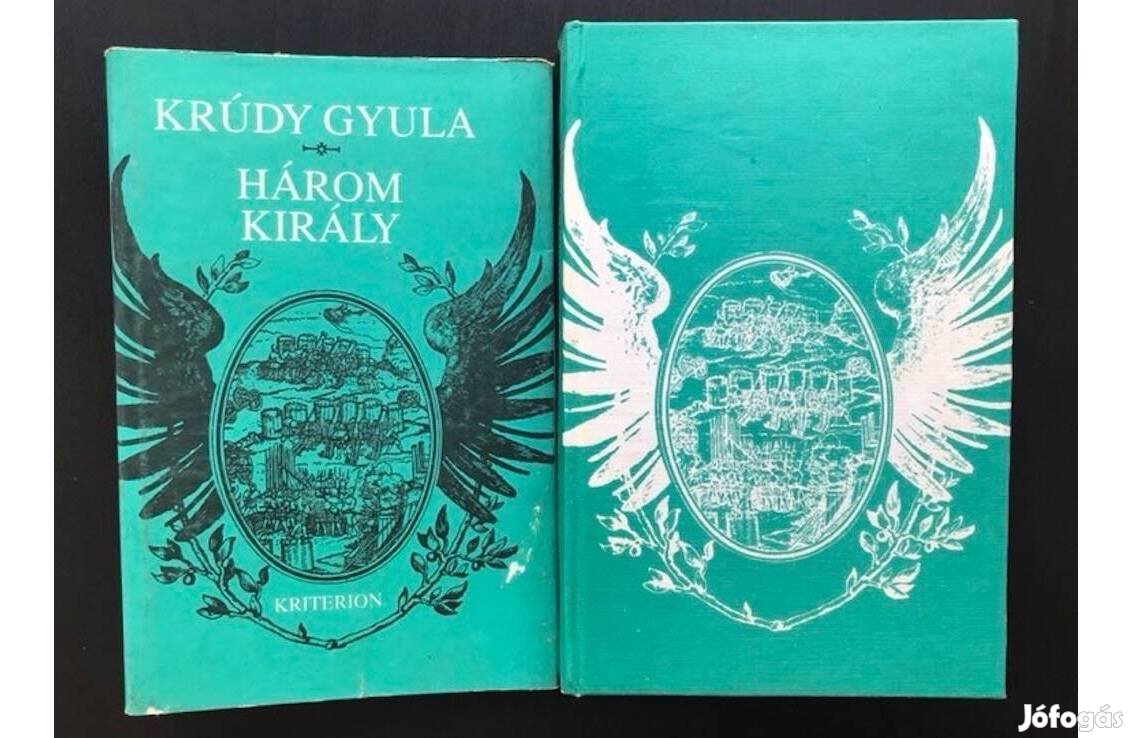 KRÚDY GYULA
HÁROM
KIRÁLY
KRITERION
Jófogás